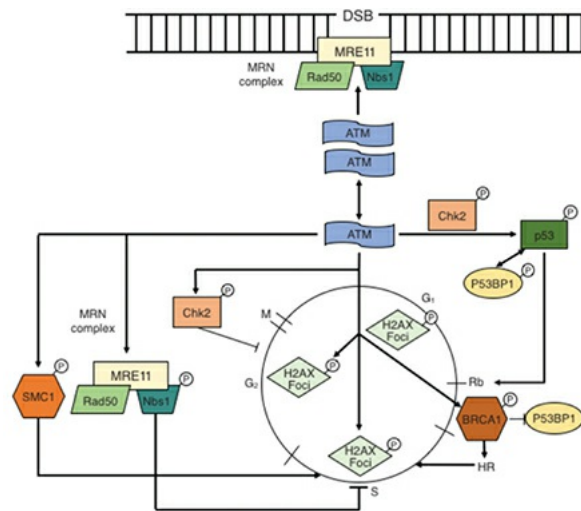 DSB
MRE11
MRN
complex
Rad50
Nbs1
ATM
ATM
ATM
Chk2
P
p53
P
P53BP1
P
Chk2
P
MRN
complex
MRE11
Rad50
Nbs1
P
SMC1
P
M
G1
G2
S
H2AX
Foci
P
H2AX
Foci
P
H2AX
Foci
P
Rb
BRCA1
P
P53BP1
HR